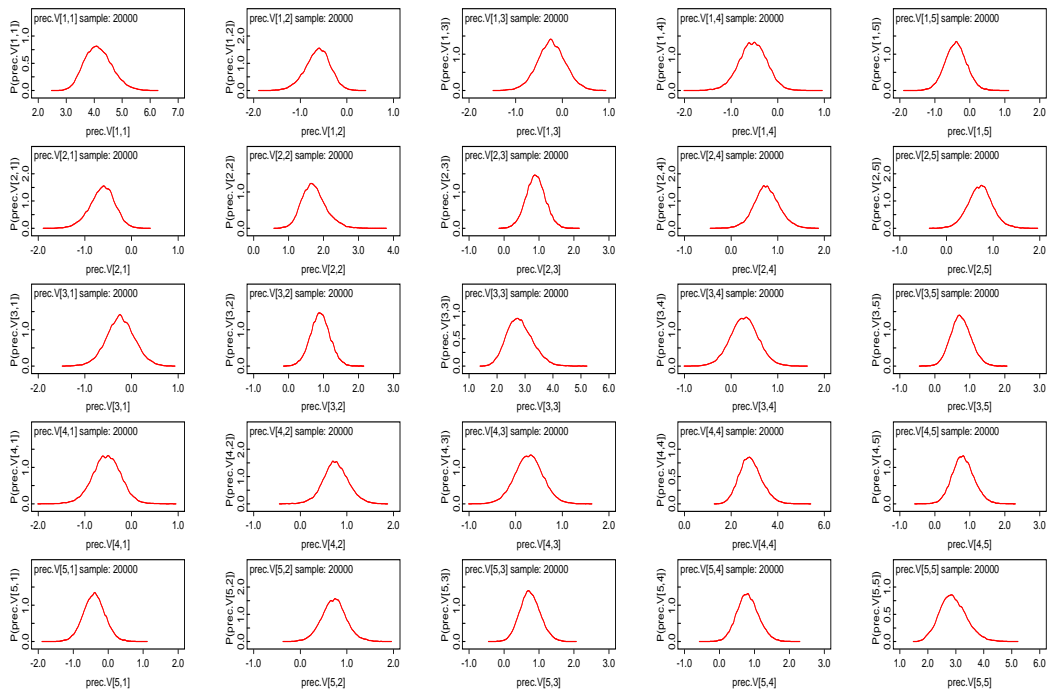 prec.V[1,1] sample: 20000
P(prec.V[1,1])
0.0 0.5 1.0
2.0 3.0 4.0 5.0 6.0 7.0
prec.V[1,1]
prec.V[1,2] sample: 20000
P(prec.V[1,2])
0.0 1.0 2.0
-2.0 -1.0 0.0 1.0
prec.V[1,2]
prec.V[1,3] sample: 20000
P(prec.V[1,3])
0.0 1.0
-2.0 -1.0 0.0 1.0
prec.V[1,3]
prec.V[1,4] sample: 20000
P(prec.V[1,4])
0.0 1.0
-2.0 -1.0 0.0 1.0
prec.V[1,4]
prec.V[1,5] sample: 20000
P(prec.V[1,5])
0.0 1.0
-2.0 -1.0 0.0 1.0 2.0
prec.V[1,5]
prec.V[2,1] sample: 20000
P(prec.V[2,1])
0.0 1.0 2.0
-2.0 -1.0 0.0 1.0
prec.V[2,1]
prec.V[2,2] sample: 20000
P(prec.V[2,2])
0.0 1.0
0.0 1.0 2.0 3.0 4.0
prec.V[2,2]
prec.V[2,3] sample: 20000
P(prec.V[2,3])
0.0 1.0
-1.0 0.0 1.0 2.0 3.0
prec.V[2,3]
prec.V[2,4] sample: 20000
P(prec.V[2,4])
0.0 1.0 2.0
-1.0 0.0 1.0 2.0
prec.V[2,4]
prec.V[2,5] sample: 20000
P(prec.V[2,5])
0.0 1.0 2.0
-1.0 0.0 1.0 2.0
prec.V[2,5]
prec.V[3,1] sample: 20000
P(prec.V[3,1])
0.0 1.0
-2.0 -1.0 0.0 1.0
prec.V[3,1]
prec.V[3,2] sample: 20000
P(prec.V[3,2])
0.0 1.0
-1.0 0.0 1.0 2.0 3.0
prec.V[3,2]
prec.V[3,3] sample: 20000
P(prec.V[3,3])
0.0 0.5 1.0
1.0 2.0 3.0 4.0 5.0 6.0
prec.V[3,3]
prec.V[3,4] sample: 20000
P(prec.V[3,4])
0.0 1.0
-1.0 0.0 1.0 2.0
prec.V[3,4]
prec.V[3,5] sample: 20000
P(prec.V[3,5])
0.0 1.0
-1.0 0.0 1.0 2.0 3.0
prec.V[3,5]
prec.V[4,1] sample: 20000
P(prec.V[4,1])
0.0 1.0
-2.0 -1.0 0.0 1.0
prec.V[4,1]
prec.V[4,2] sample: 20000
P(prec.V[4,2])
0.0 1.0 2.0
-1.0 0.0 1.0 2.0
prec.V[4,2]
prec.V[4,3] sample: 20000
P(prec.V[4,3])
0.0 1.0
-1.0 0.0 1.0 2.0
prec.V[4,3]
prec.V[4,4] sample: 20000
P(prec.V[4,4])
0.0 0.5 1.0
0.0 2.0 4.0 6.0
prec.V[4,4]
prec.V[4,5] sample: 20000
P(prec.V[4,5])
0.0 1.0
-1.0 0.0 1.0 2.0 3.0
prec.V[4,5]
prec.V[5,1] sample: 20000
P(prec.V[5,1])
0.0 1.0
-2.0 -1.0 0.0 1.0 2.0
prec.V[5,1]
prec.V[5,2] sample: 20000
P(prec.V[5,2])
0.0 1.0 2.0
-1.0 0.0 1.0 2.0
prec.V[5,2]
prec.V[5,3] sample: 20000
P(prec.V[5,3])
0.0 1.0
-1.0 0.0 1.0 2.0 3.0
prec.V[5,3]
prec.V[5,4] sample: 20000
P(prec.V[5,4])
0.0 1.0
-1.0 0.0 1.0 2.0 3.0
prec.V[5,4]
prec.V[5,5] sample: 20000
P(prec.V[5,5])
0.0 0.5 1.0
1.0 2.0 3.0 4.0 5.0 6.0
prec.V[5,5]